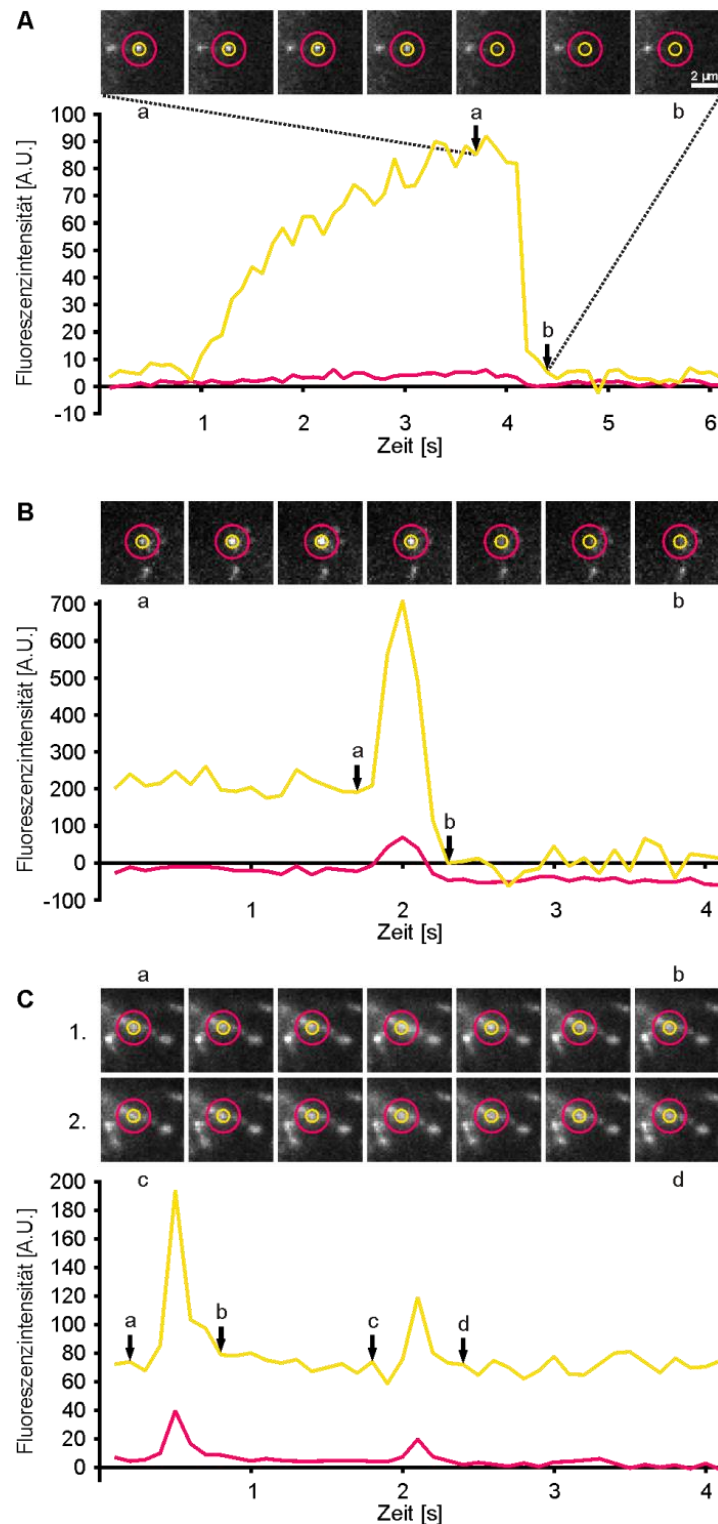 A
2 µm
a b
Fluoreszenzintensität [A.U.]
100
90
80
70
60
50
40
30
20
10
0
-10
a
b
1 2 3 4 5 6
Zeit [s]
B
a b
Fluoreszenzintensität [A.U.]
700
600
500
400
300
200
100
0
-100
a
b
1 2 3 4
Zeit [s]
a b
C
1.
2.
c d
Fluoreszenzintensität [A.U.]
200
180
160
140
120
100
80
60
40
20
0
a b c d
1 2 3 4
Zeit [s]